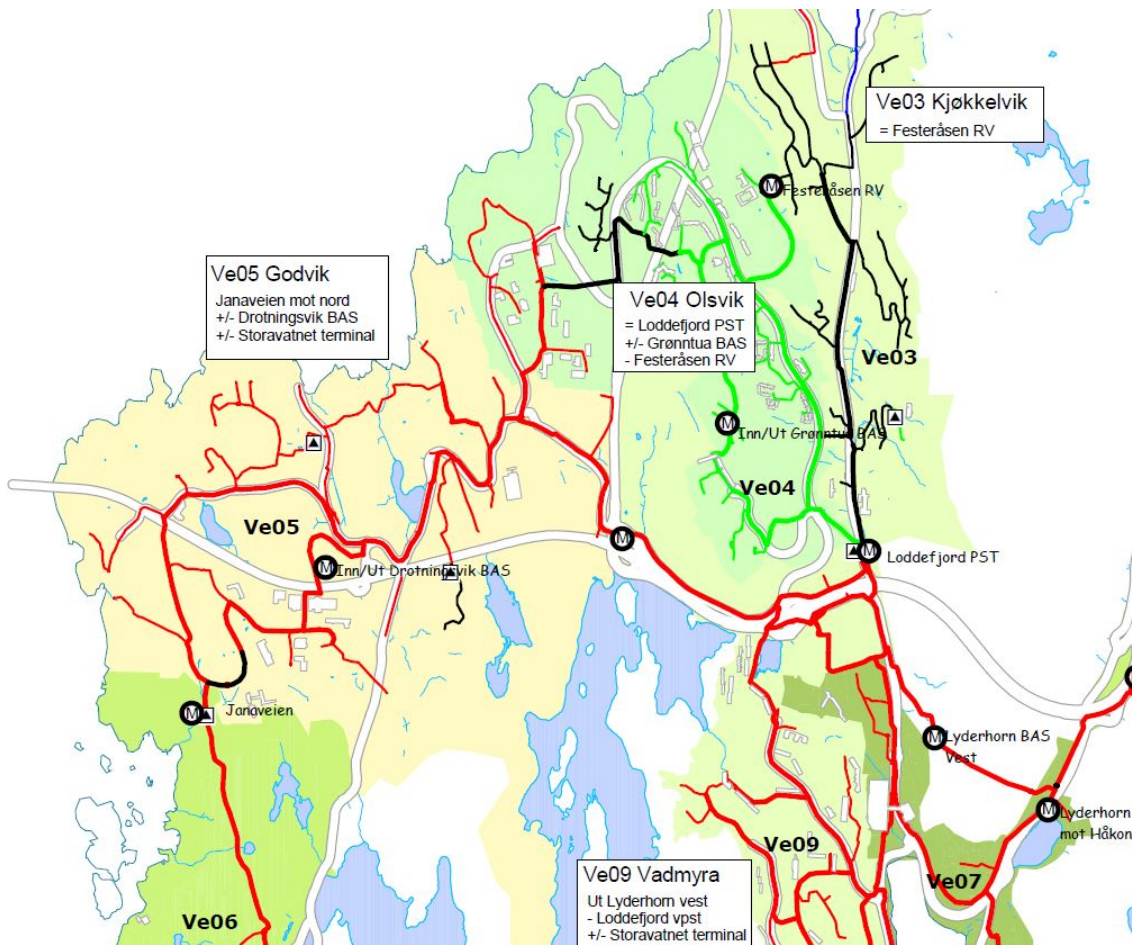 Ve03 Kjøkkelvik
= Festeråsen RV
M Festeråsen RV
Ve05 Godvik
Janaveien mot nord
+/- Drotningsvik BAS
+/- Storavatnet terminal
Ve04 Olsvik
= Loddefjord PST
+/- Grønntua BAS
- Festeråsen RV
Ve03
M Inn/Ut Grønntua BAS
Ve04
Ve05
M
M Loddefjord PST
M Inn/Ut Drotningsvik BAS
M Janaveien
M Lyderhorn BAS
Vest
M Lyderhorn
mot Håkon
Ve09
Ve07
Ve09 Vadmyra
Ut Lyderhorn vest
- Loddefjord vpst
+/- Storavatnet terminal
Ve06